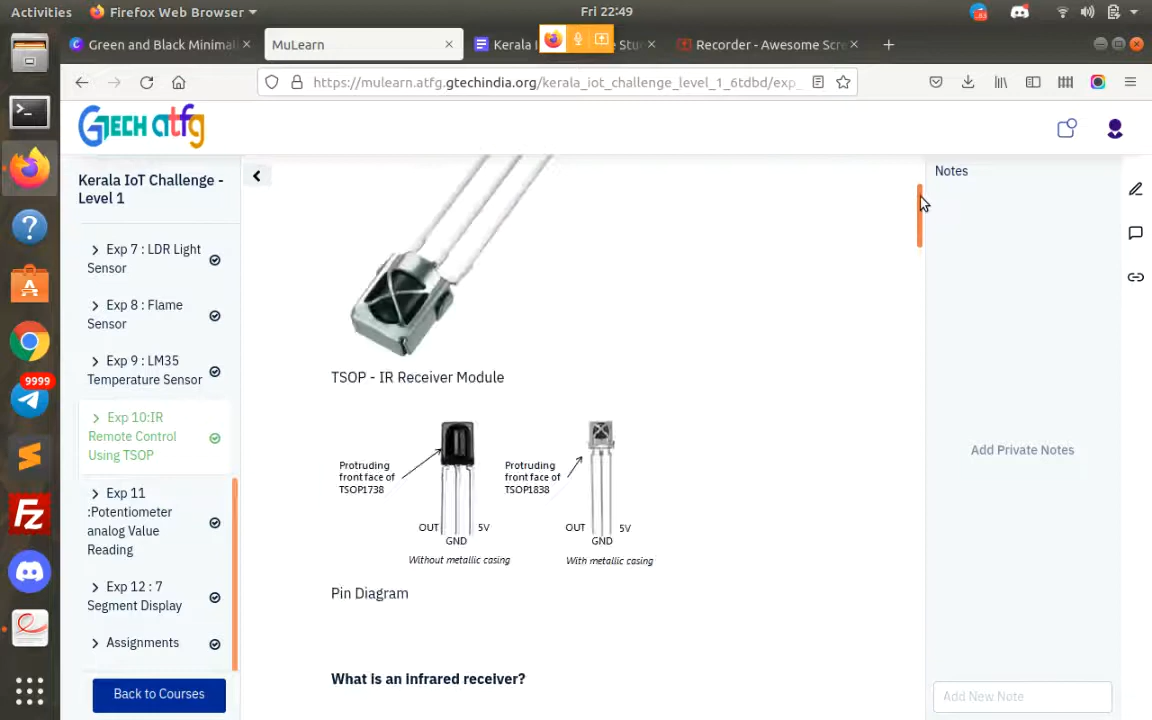 Activities
Firefox Web Browser
Fri 22:49
Green and Black Minimal
MuLearn
Kerala I
e Stu
Recorder - Awesome Scre
https://mulearn.atfg.gtechindia.org/kerala_iot_challenge_level_1_6tdbd/exp_
GTECH atfg
Kerala IoT Challenge -
Level 1
Exp 7 : LDR Light
Sensor
Exp 8 : Flame
Sensor
Exp 9 : LM35
Temperature Sensor
Exp 10:IR
Remote Control
Using TSOP
Exp 11
:Potentiometer
analog Value
Reading
Exp 12 : 7
Segment Display
Assignments
Back to Courses
9999
TSOP - IR Receiver Module
Protruding
front face of
TSOP1738
OUT
5V
GND
Without metallic casing
Protruding
front face of
TSOP1838
OUT
5V
GND
With metallic casing
Pin Diagram
What is an infrared receiver?
Notes
Add Private Notes
Add New Note